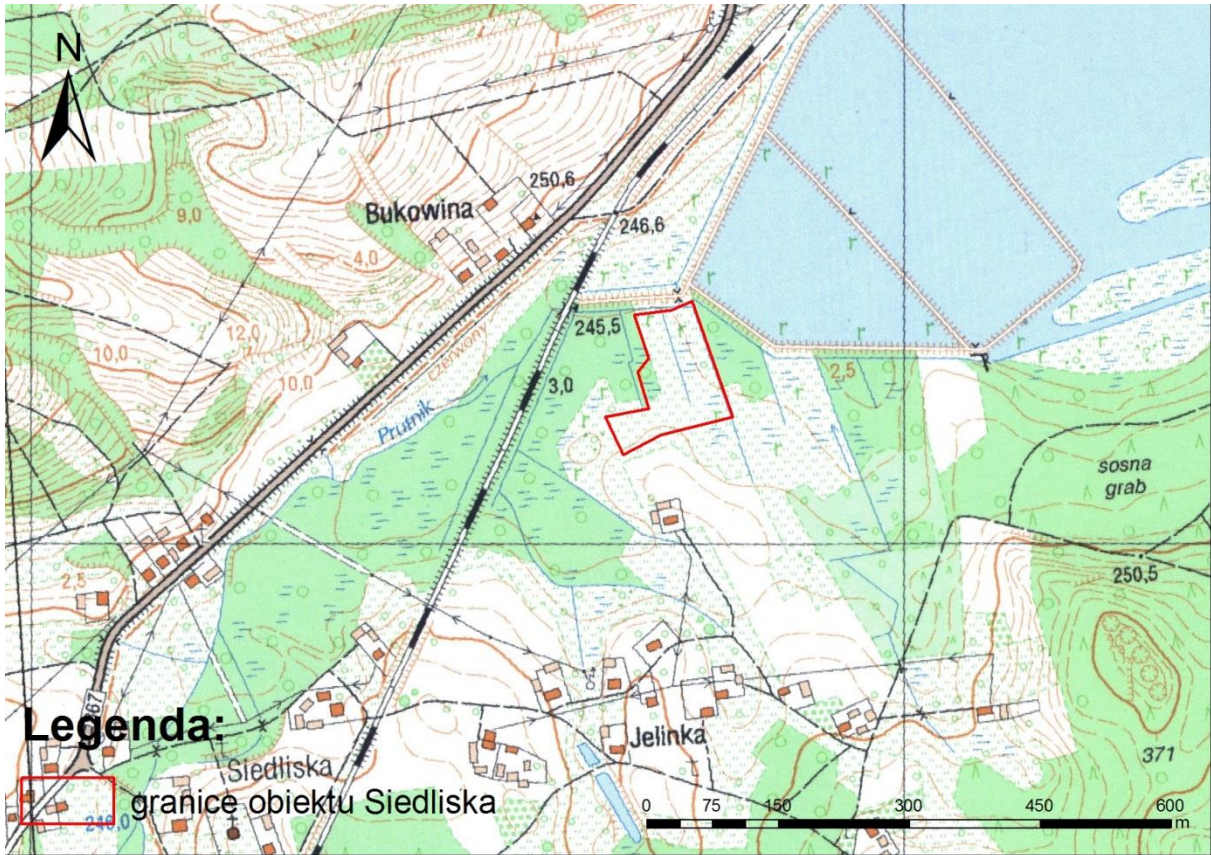 N
250,6
Bukowina
246,6
9,0
4,0
12,0
10,0
10,0
245,5
3,0
2,5
Czerwony
Prutnik
sosna
grab
250,5
2,5
Jelinka
371
Legenda:
Siedliska
granice obiektu Siedliska
0 75 150 300 450 600
m
r
r
r
r
r
r
r
r
r
r
r